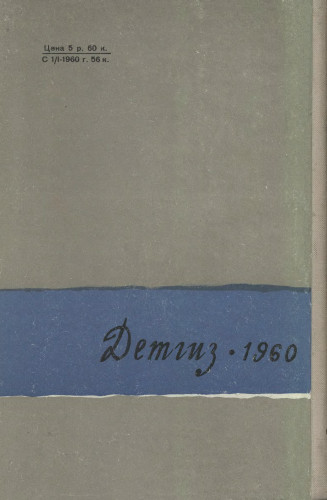 Цена 5 р. 60 к.
С 1/I-1960 г. 56 к.
Детгиз • 1960